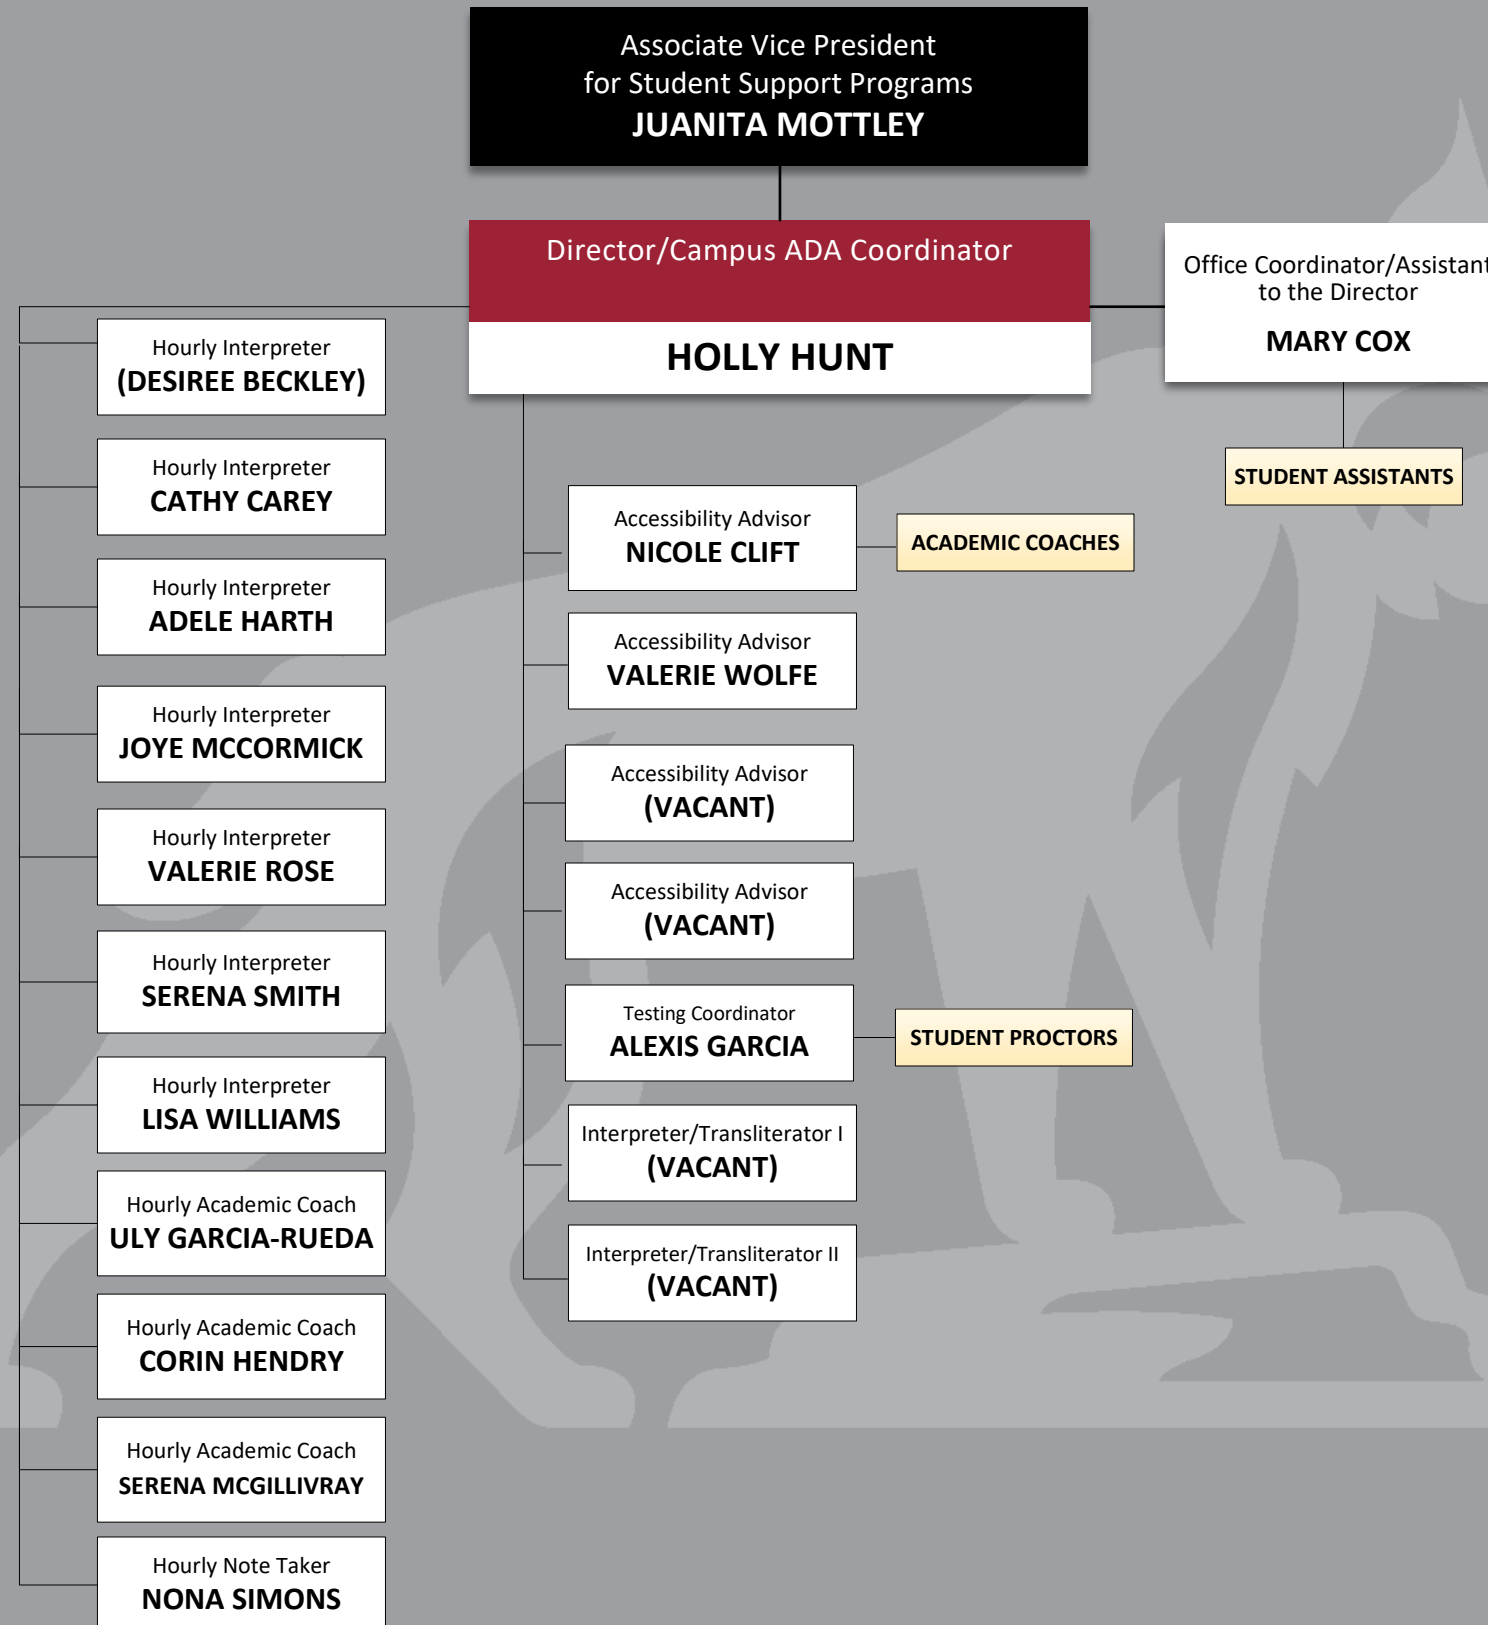 Associate Vice President
for Student Support Programs
JUANITA MOTTLEY
Director/Campus ADA Coordinator
HOLLY HUNT
Office Coordinator/Assistant
to the Director
MARY COX
STUDENT ASSISTANTS
Hourly Interpreter
(DESIREE BECKLEY)
Hourly Interpreter
CATHY CAREY
Hourly Interpreter
ADELE HARTH
Hourly Interpreter
JOYE MCCORMICK
Hourly Interpreter
VALERIE ROSE
Hourly Interpreter
SERENA SMITH
Hourly Interpreter
LISA WILLIAMS
Hourly Academic Coach
ULY GARCIA-RUEDA
Hourly Academic Coach
CORIN HENDRY
Hourly Academic Coach
SERENA MCGILLIVRAY
Hourly Note Taker
NONA SIMONS
Accessibility Advisor
NICOLE CLIFT
ACADEMIC COACHES
Accessibility Advisor
VALERIE WOLFE
Accessibility Advisor
(VACANT)
Accessibility Advisor
(VACANT)
Testing Coordinator
ALEXIS GARCIA
STUDENT PROCTORS
Interpreter/Transliterator I
(VACANT)
Interpreter/Transliterator II
(VACANT)